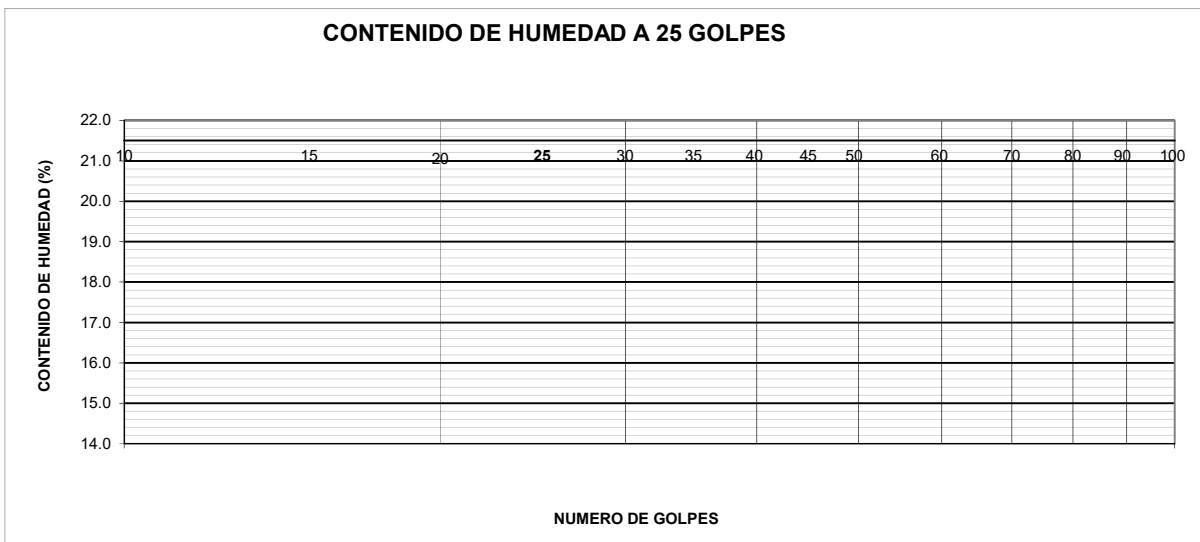 CONTENIDO DE HUMEDAD A 25 GOLPES
CONTENIDO DE HUMEDAD (%)
22.0
10 15 20 25 30 35 40 45 50 60 70 80 90 100
21.0
20.0
19.0
18.0
17.0
16.0
15.0
14.0
NUMERO DE GOLPES